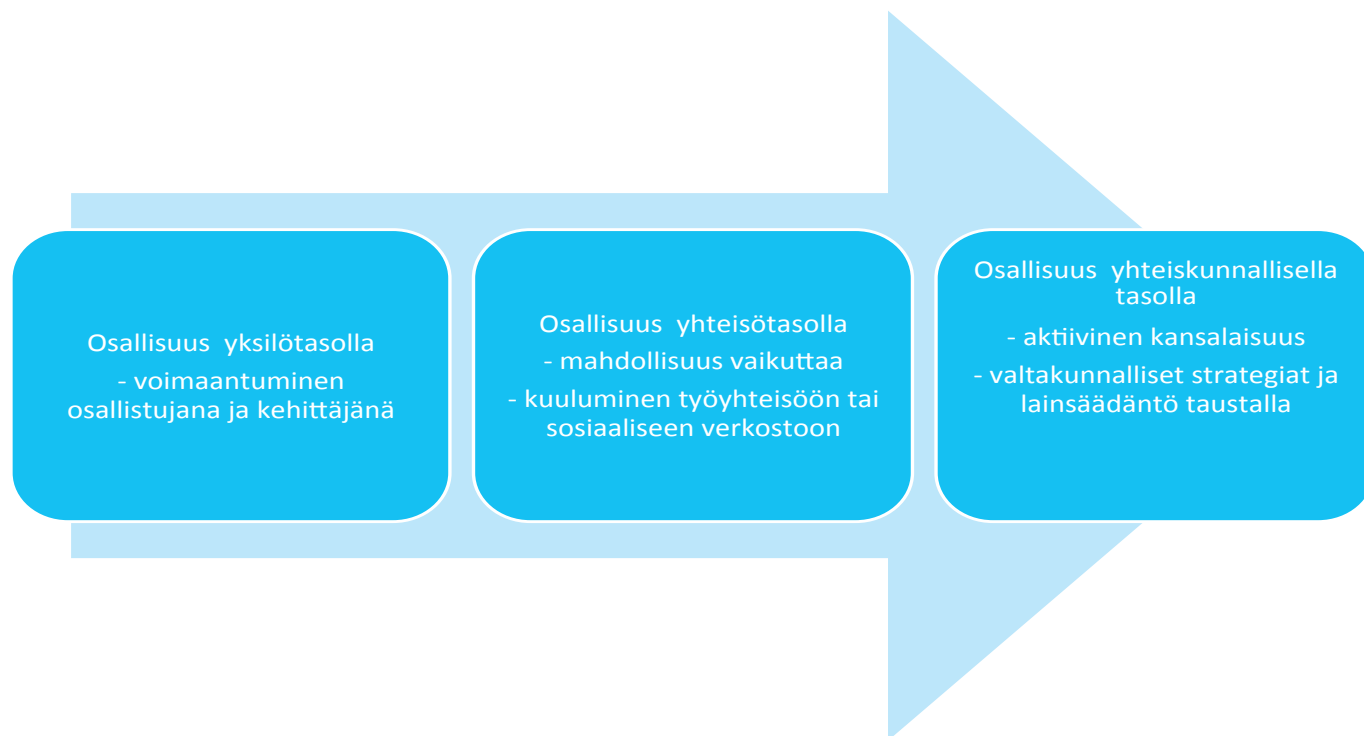 Osallisuus yksilötasolla
- voimaantuminen
osallistujana ja kehittäjänä
Osallisuus yhteisötasolla
- mahdollisuus vaikuttaa
- kuuluminen työyhteisöön tai
sosiaaliseen verkostoon
Osallisuus yhteiskunnallisella
tasolla
- aktiivinen kansalaisuus
- valtakunnalliset strategiat ja
lainsäädäntö taustalla